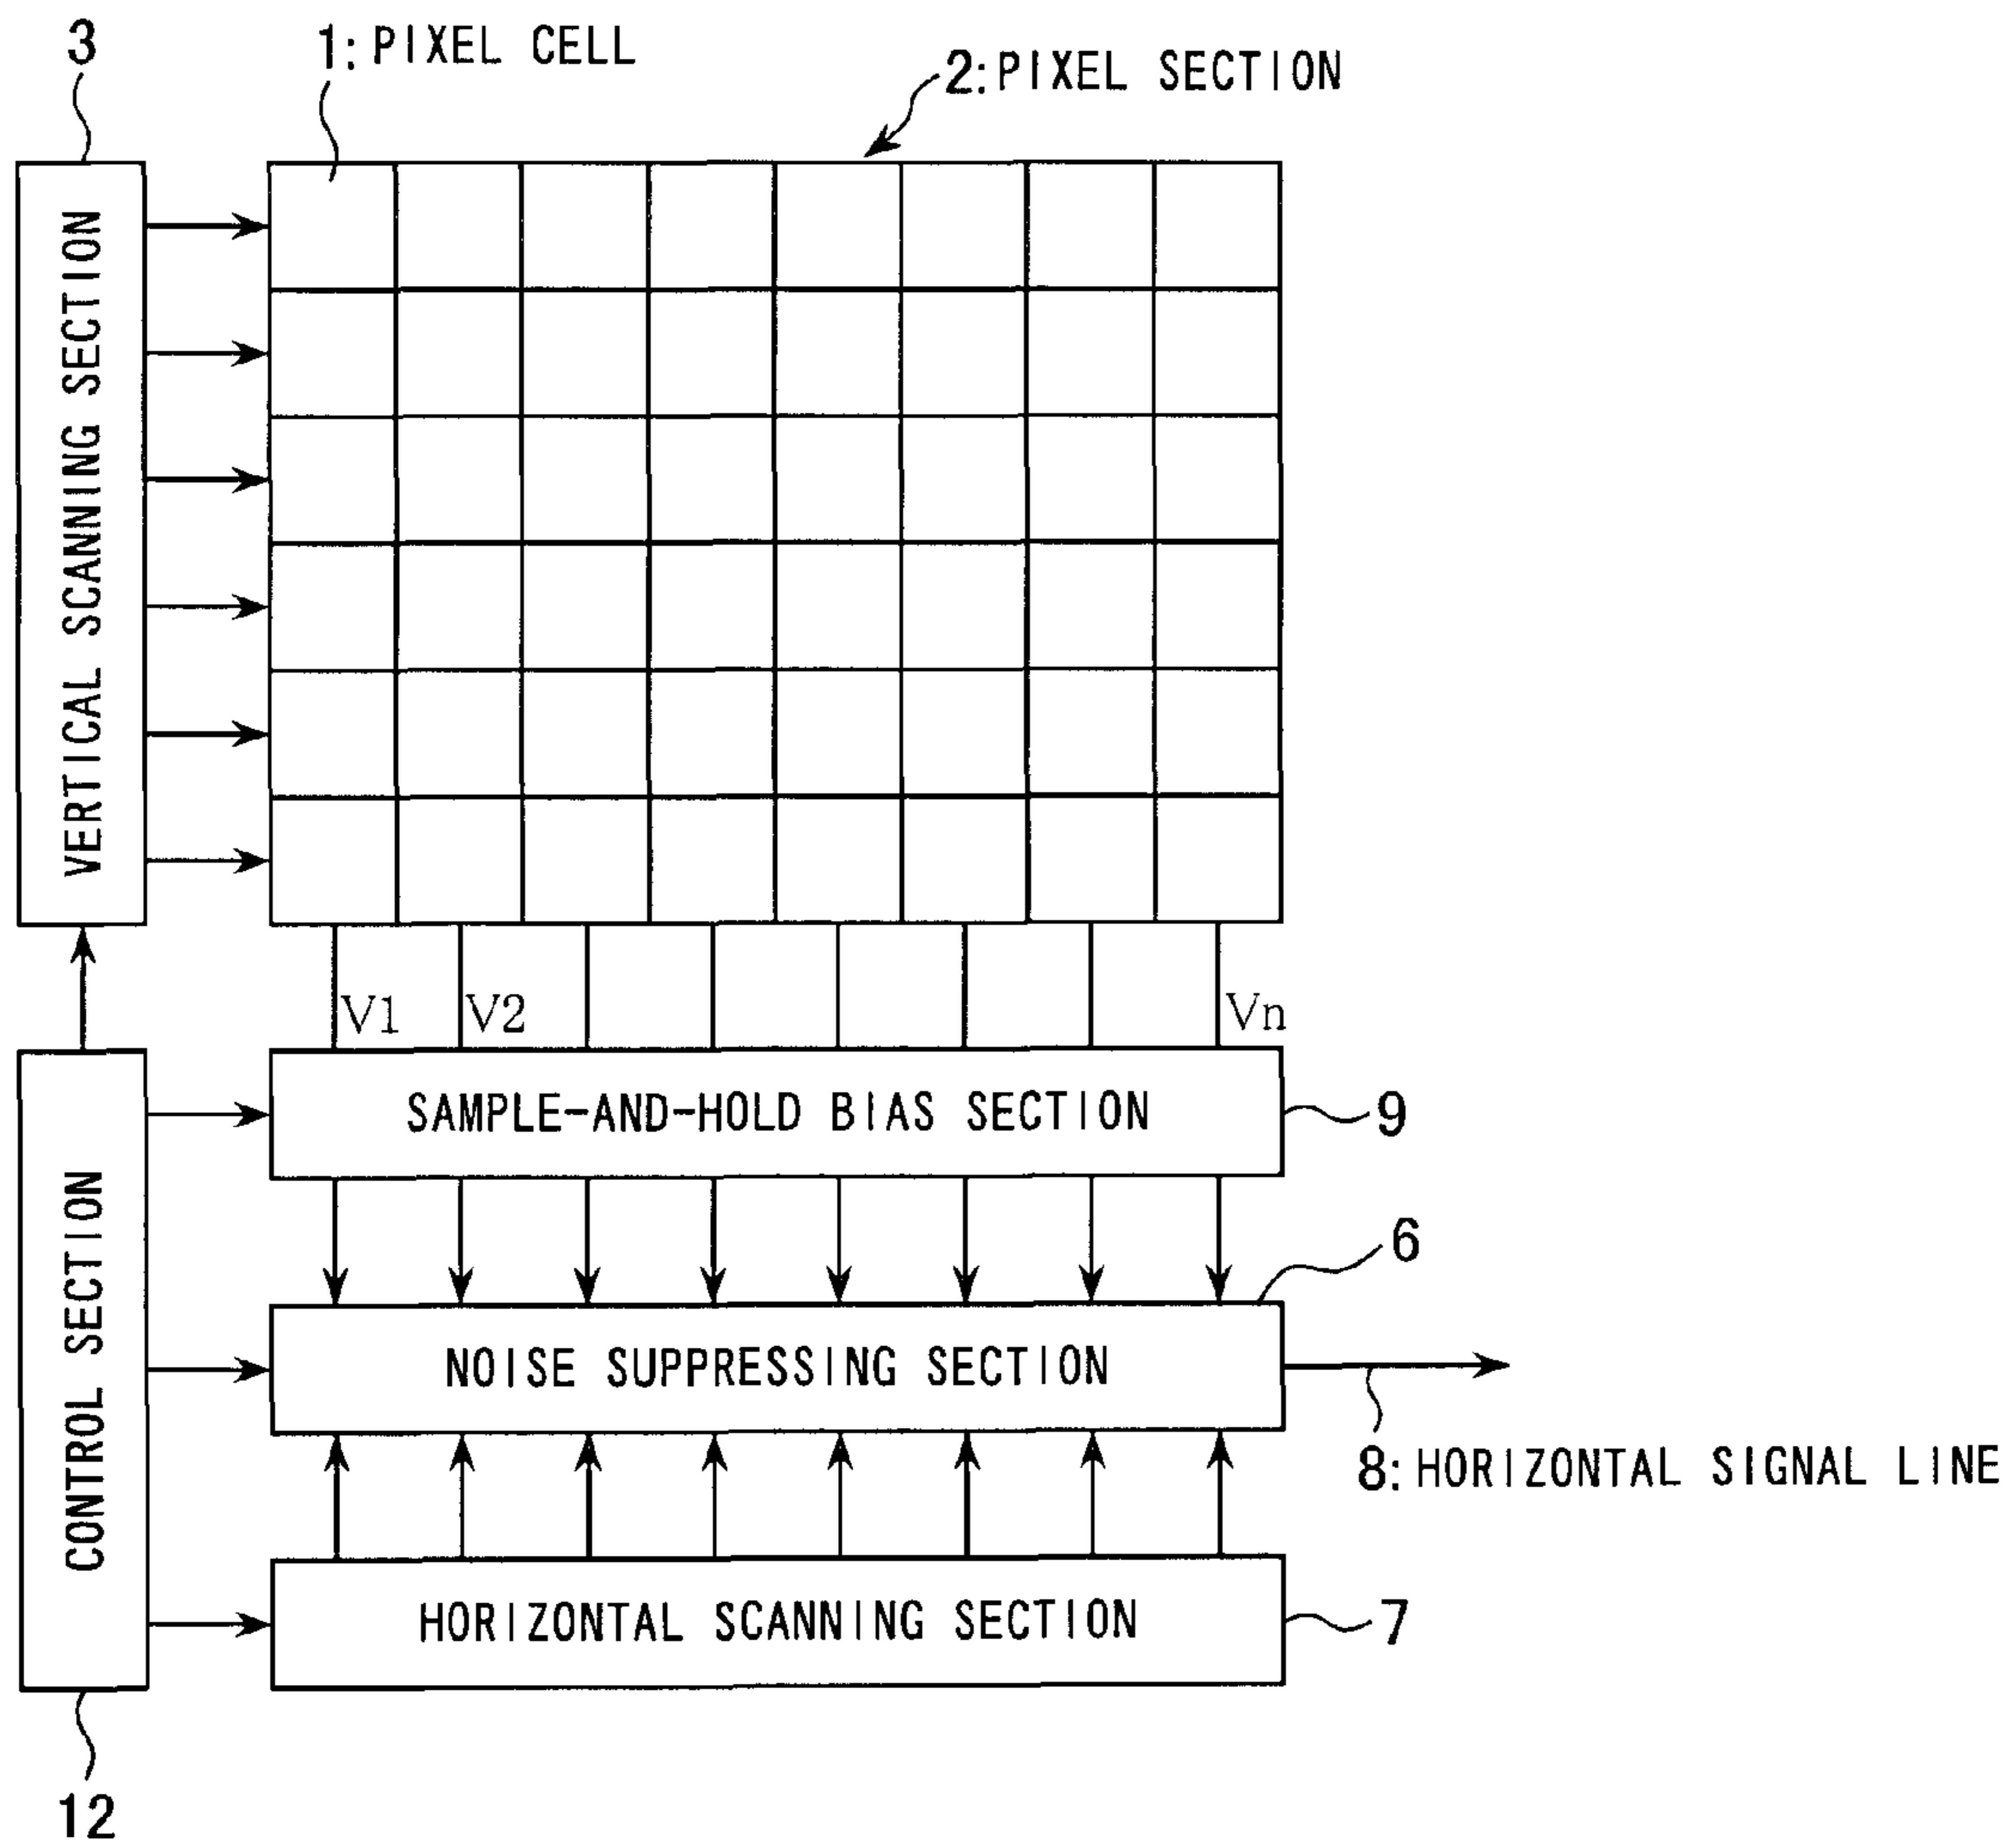 3
1: PIXEL CELL
2: PIXEL SECTION
VERTICAL SCANNING SECTION
V1
V2
Vn
SAMPLE-AND-HOLD BIAS SECTION
9
CONTROL SECTION
6
NOISE SUPPRESSING SECTION
8: HORIZONTAL SIGNAL LINE
HORIZONTAL SCANNING SECTION
7
12